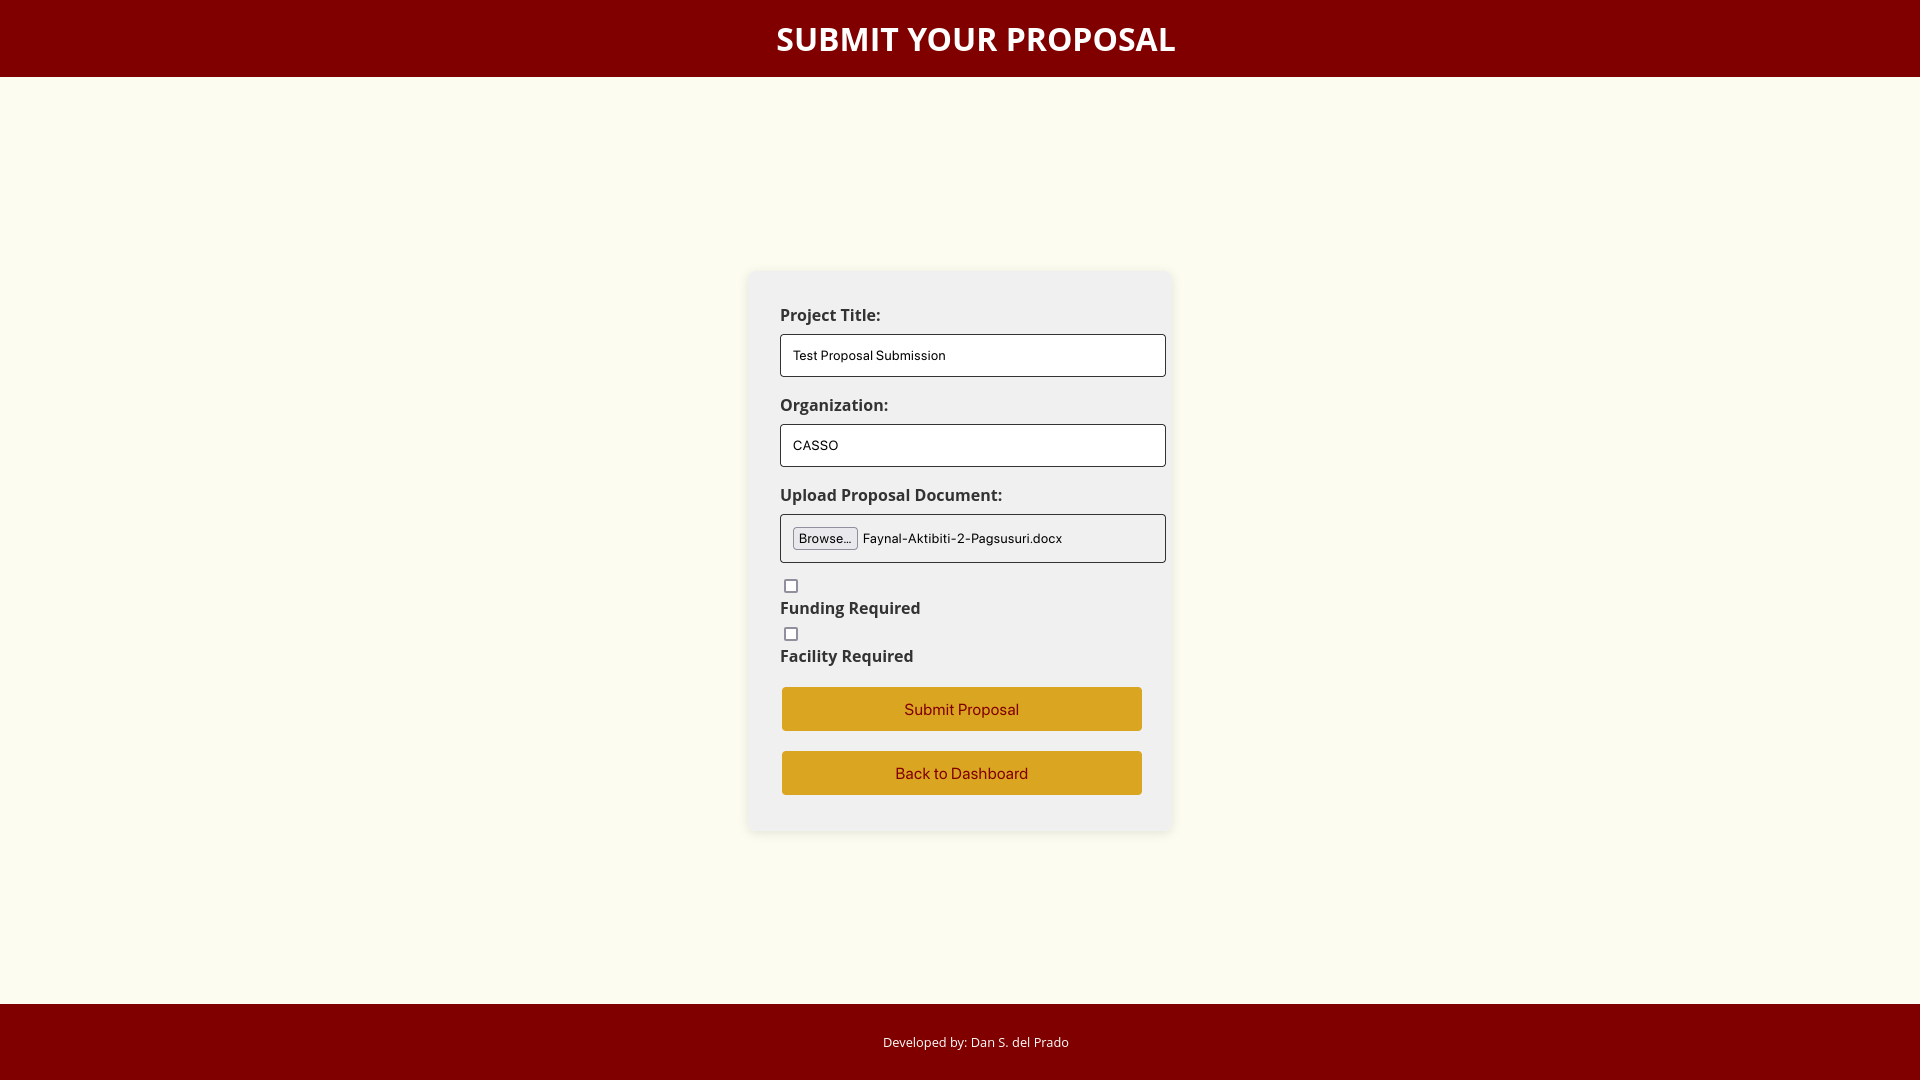 SUBMIT YOUR PROPOSAL
Project Title:
Test Proposal Submission
Organization:
CASSO
Upload Proposal Document:
Browse... Faynal-Aktibiti-2-Pagsusuri.docx
Funding Required
Facility Required
Submit Proposal
Back to Dashboard
Developed by: Dan S. del Prado